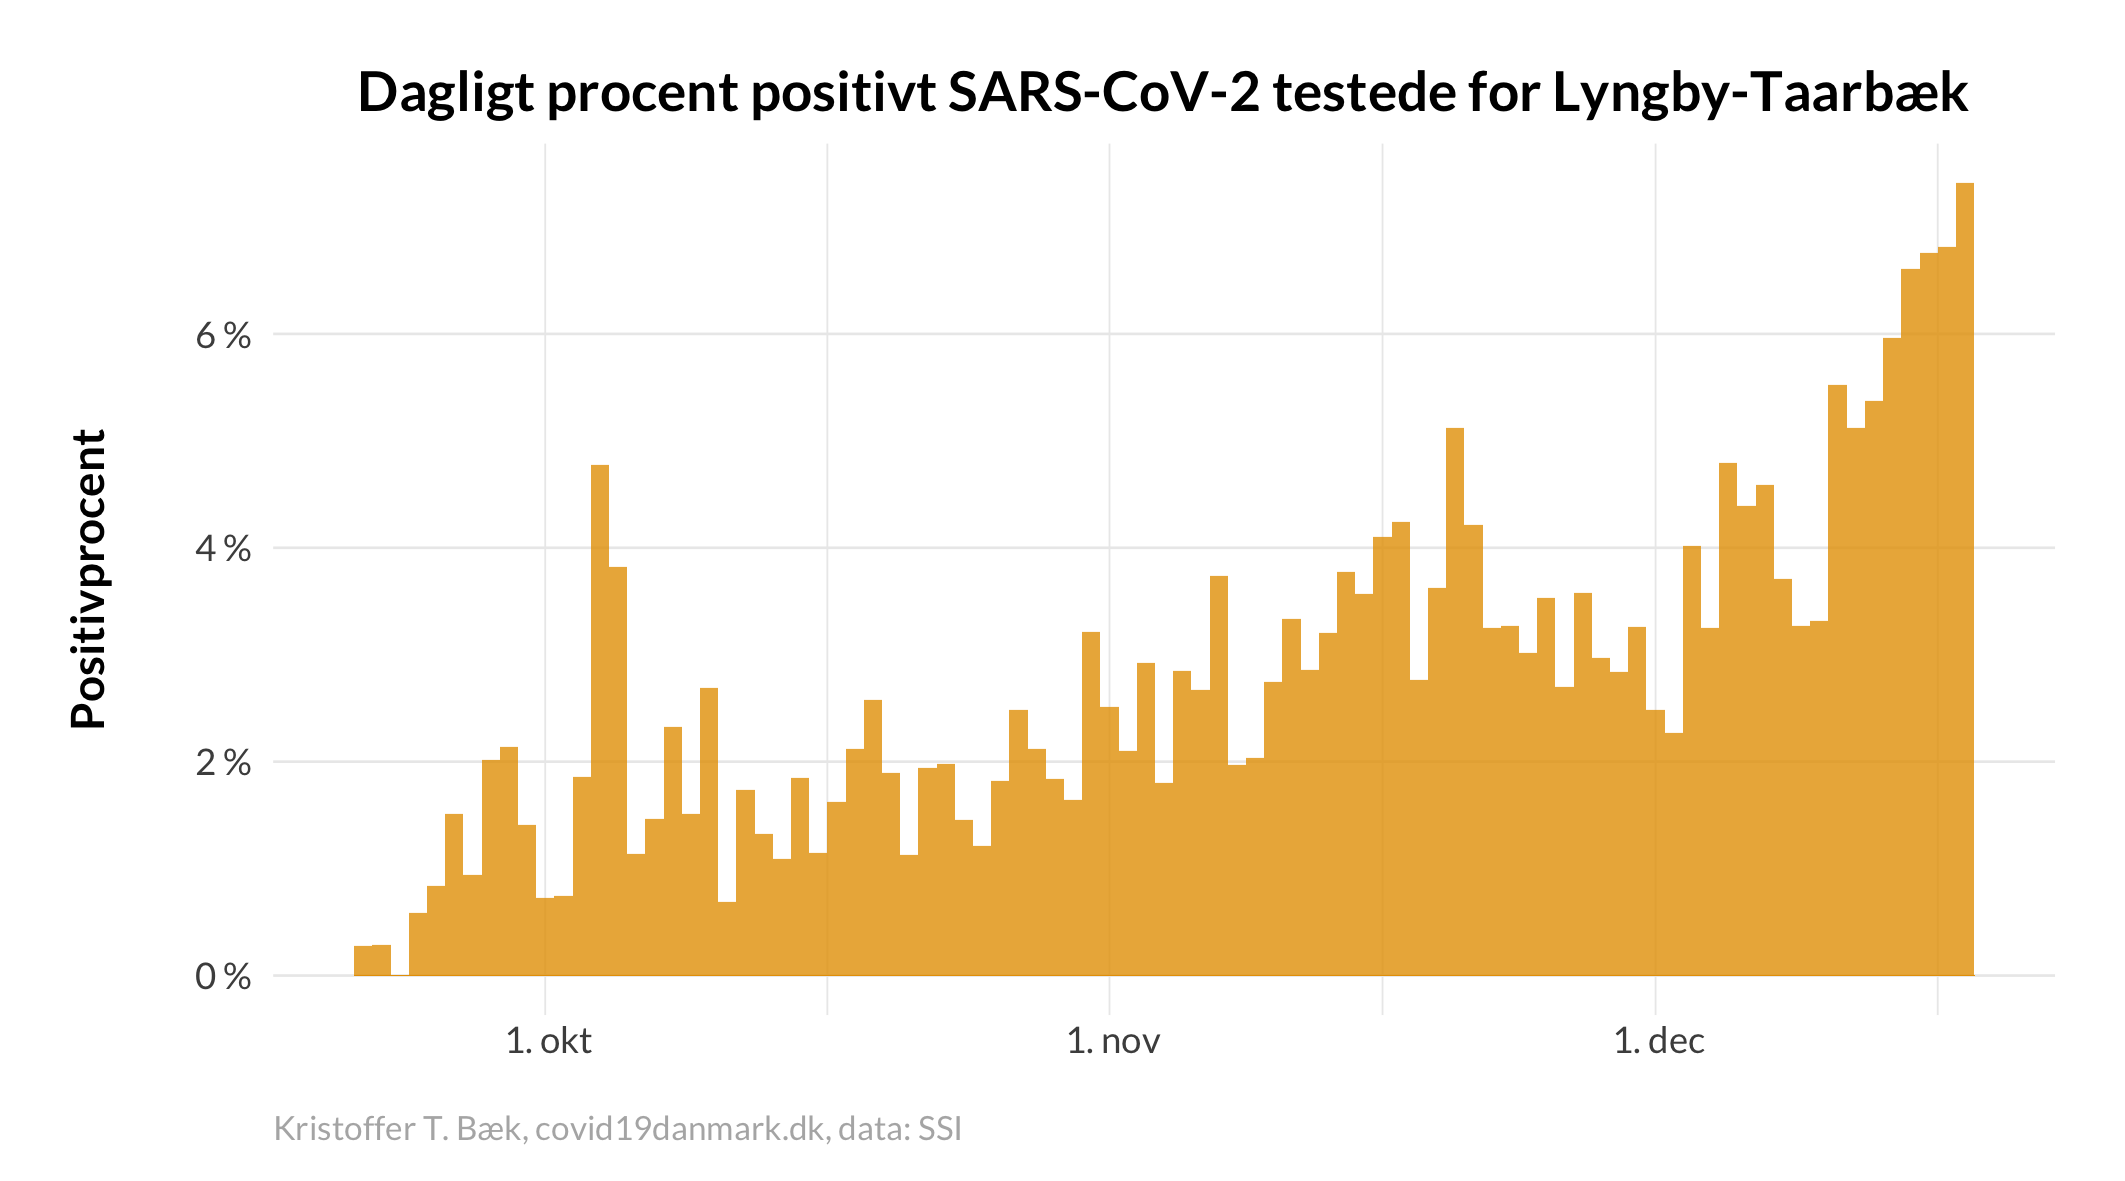 Dagligt procent positivt SARS-CoV-2 testede for Lyngby-Taarbæk
Positivprocent
6 %
4 %
2 %
0 %
1. okt
1. nov
1. dec
Kristoffer T. Bæk, covid19danmark.dk, data: SSI